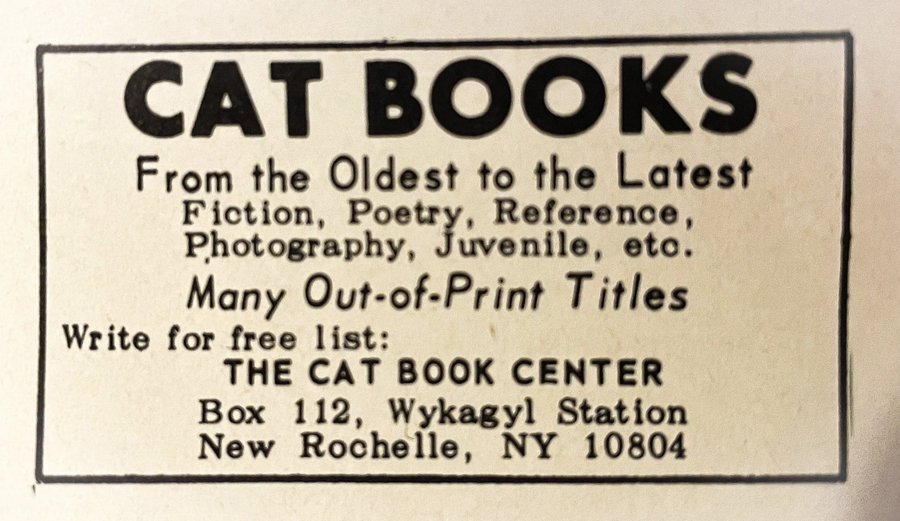 CAT BOOKS
From the Oldest to the Latest
Fiction, Poetry, Reference,
Photography, Juvenile, etc.
Many Out-of-Print Titles
Write for free list:
THE CAT BOOK CENTER
Box 112, Wykagyl Station
New Rochelle, NY 10804